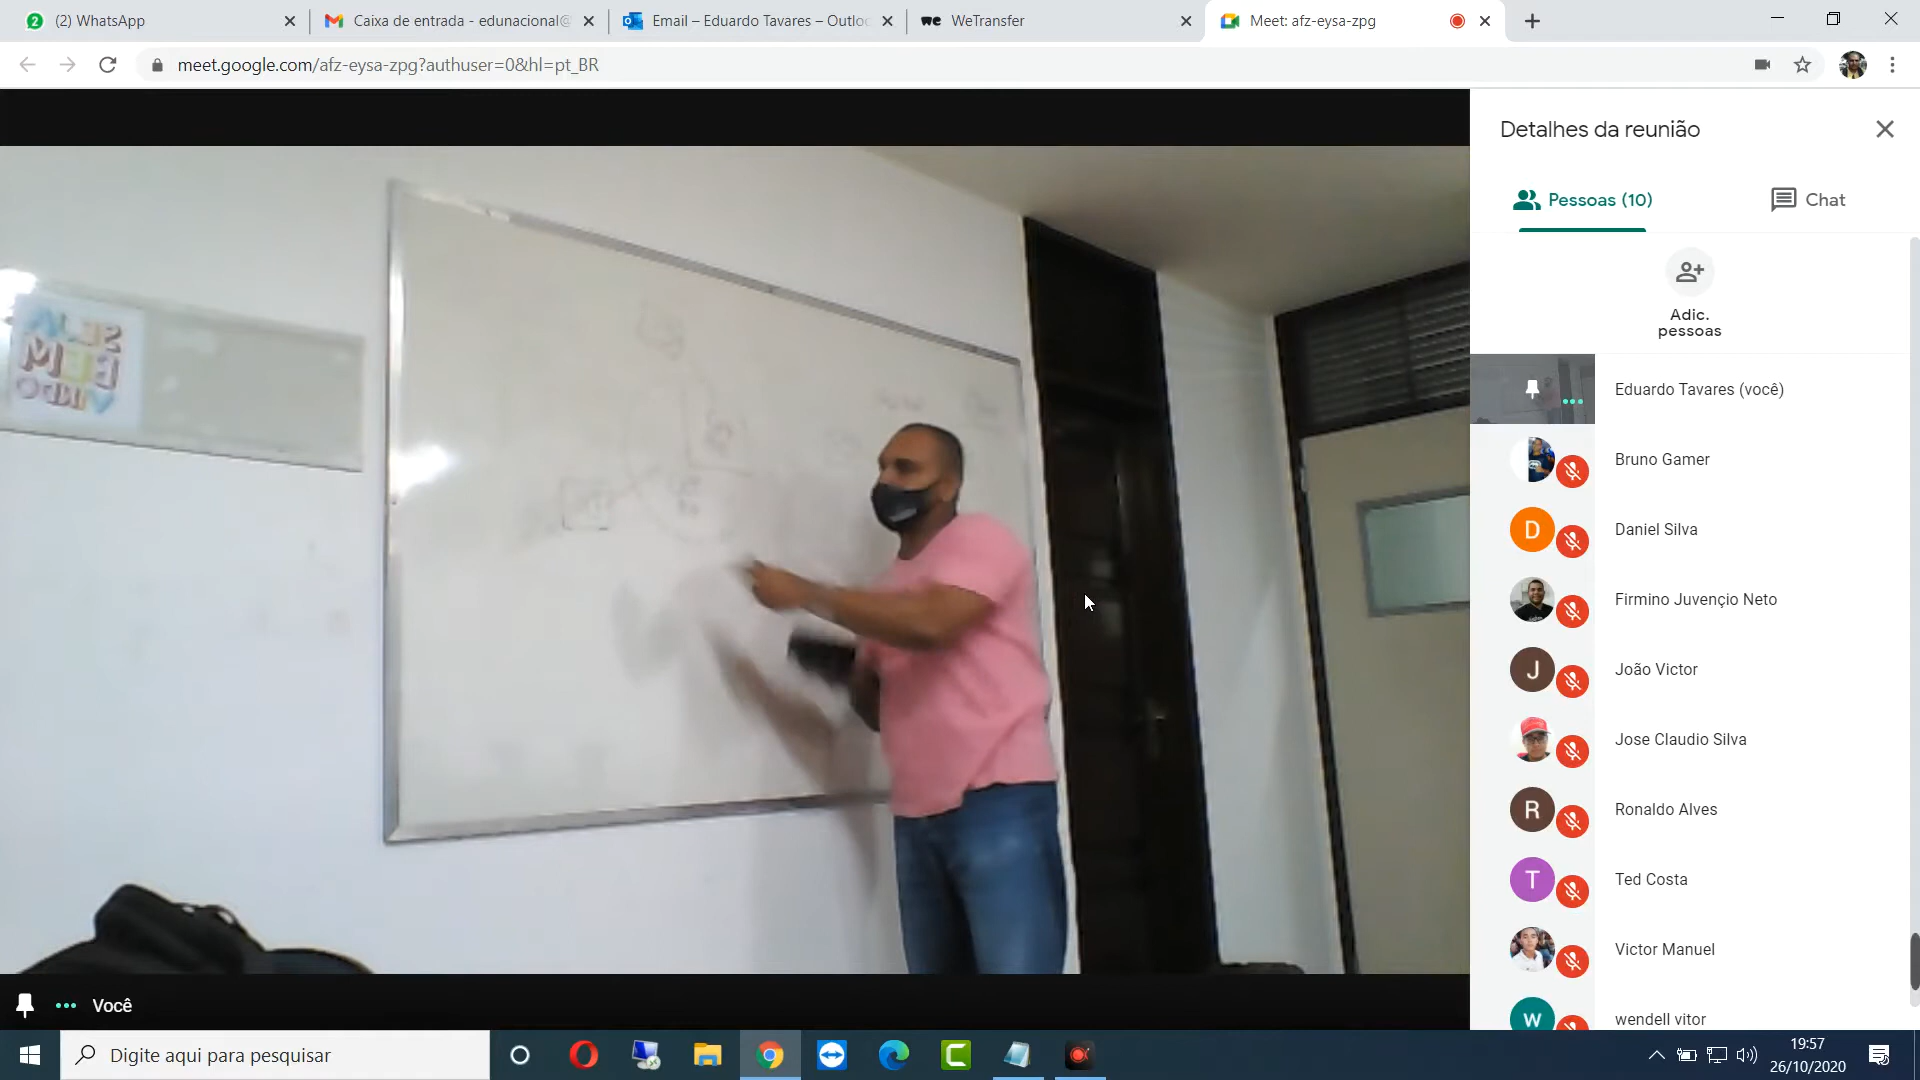 (2) WhatsApp
Caixa de entrada - edunacional@
Email – Eduardo Tavares – Outlo
WeTransfer
Meet: afz-eysa-zpg
meet.google.com/afz-eysa-zpg?authuser=0&hl=pt_BR
Detalhes da reunião
Pessoas (10)
Chat
Adic.
pessoas
SEJA
BEM
VINDO
Eduardo Tavares (você)
Bruno Gamer
D
Daniel Silva
Firmino Juvençio Neto
J
João Victor
Jose Claudio Silva
R
Ronaldo Alves
T
Ted Costa
Victor Manuel
w
wendell vitor
Você
Digite aqui para pesquisar
19:57
26/10/2020